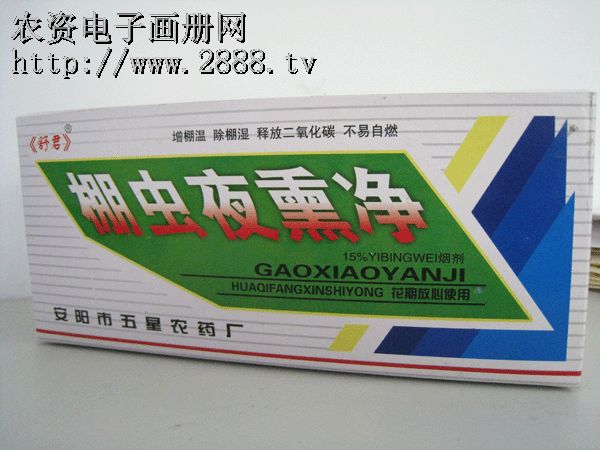 农资电子画册网
http://www.2888.tv
《舒君》®
增棚温 除棚湿 释放二氧化碳 不易自燃
棚虫夜熏净
15%YIBINGWEI烟剂
GAOXIAOYANJI
HUAQIFANGXINSHIYONG 花期放心使用
安阳市五星农药厂